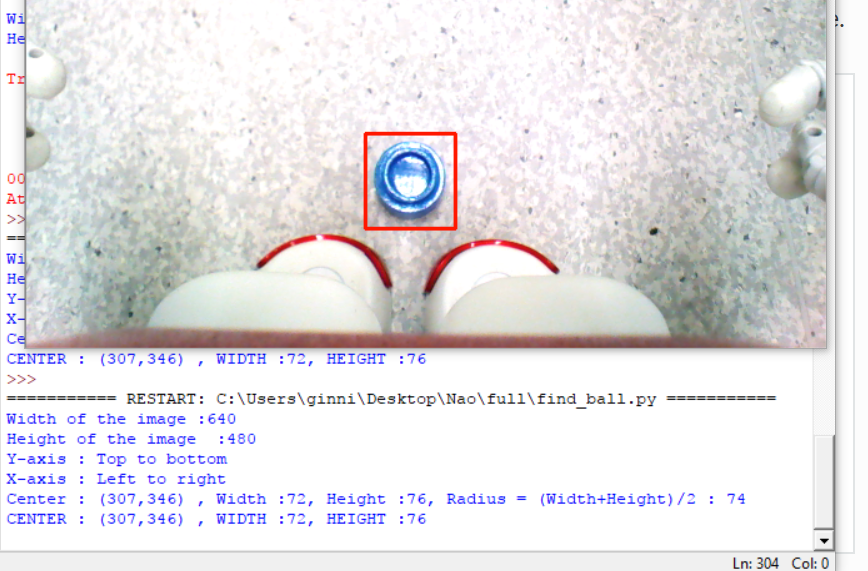 Wi
He
e.
Tr
OO
At
>>
==
Wi
He
Y-
X-
Ce
CENTER : (307,346) , WIDTH :72, HEIGHT :76
>>>
=========== RESTART: C:\Users\ginni\Desktop\Nao\full\find_ball.py ===========
Width of the image :640
Height of the image  :480
Y-axis : Top to bottom
X-axis : Left to right
Center : (307,346) , Width :72, Height :76, Radius = (Width+Height)/2 : 74
CENTER : (307,346) , WIDTH :72, HEIGHT :76
Ln: 304 Col: 0